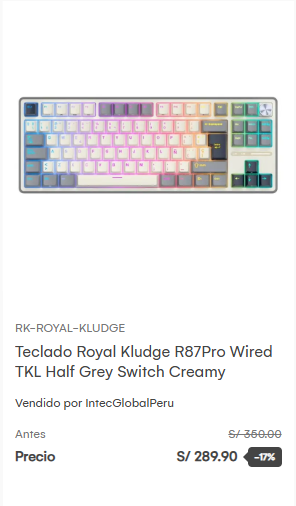 RK-ROYAL-KLUDGE
Teclado Royal Kludge R87Pro Wired
TKL Half Grey Switch Creamy
Vendido por IntecGlobalPeru
Antes S/ 350.00
Precio S/ 289.90 -17%